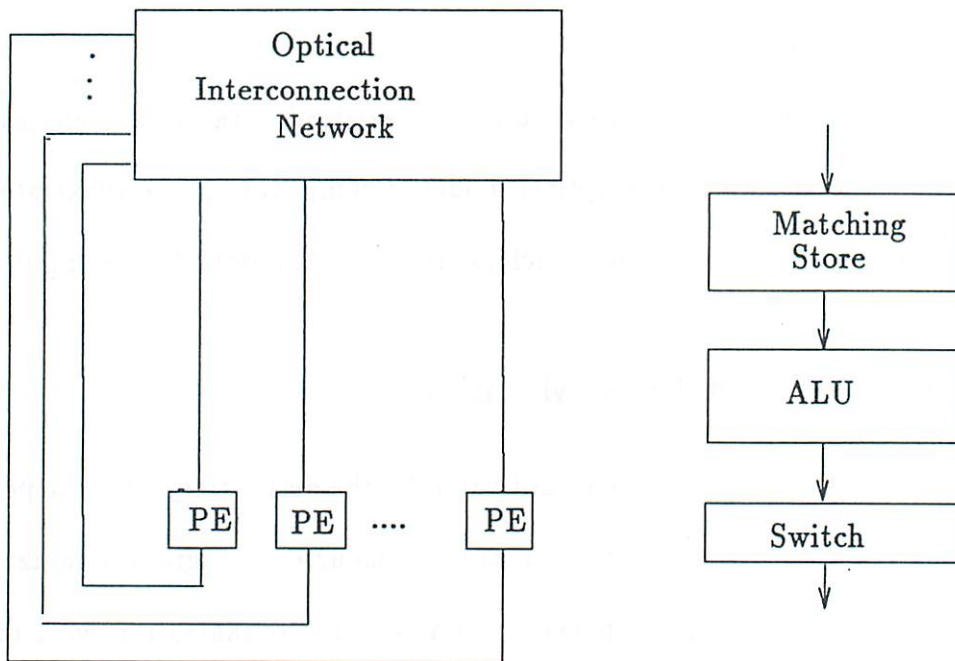 Optical
Interconnection
Network
Matching
Store
ALU
PE PE .... PE
Switch